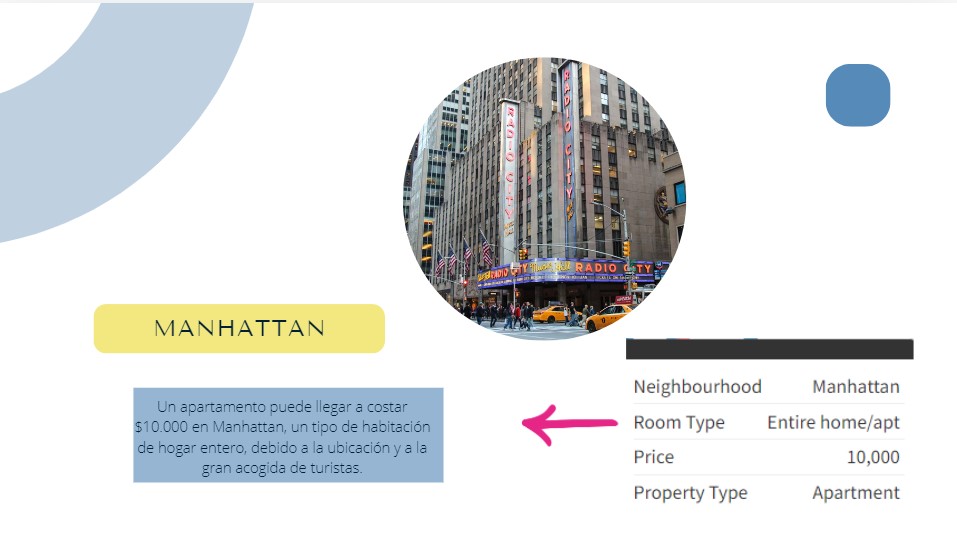 RADIO CITY
RADIO CITY
RADIO CITY
RADIO CITY
MANHATTAN
Un apartamento puede llegar a costar
$10.000 en Manhattan, un tipo de habitación
de hogar entero, debido a la ubicación y a la
gran acogida de turistas.
Neighbourhood Manhattan
Room Type Entire home/apt
Price 10,000
Property Type Apartment